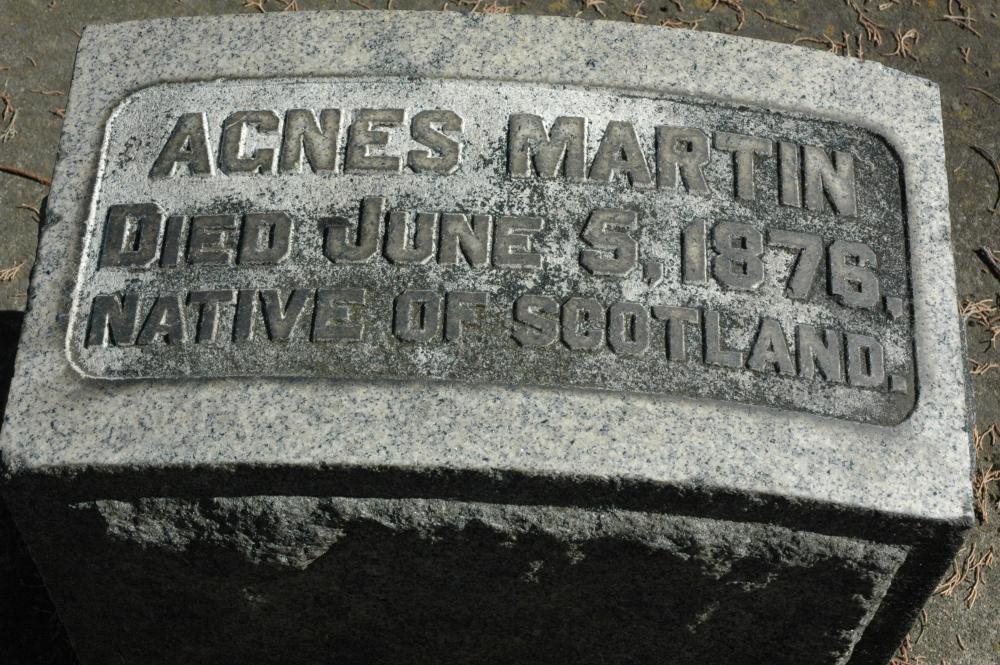 AGNES MARTIN
DIED JUNE 5, 1876,
NATIVE OF SCOTLAND.